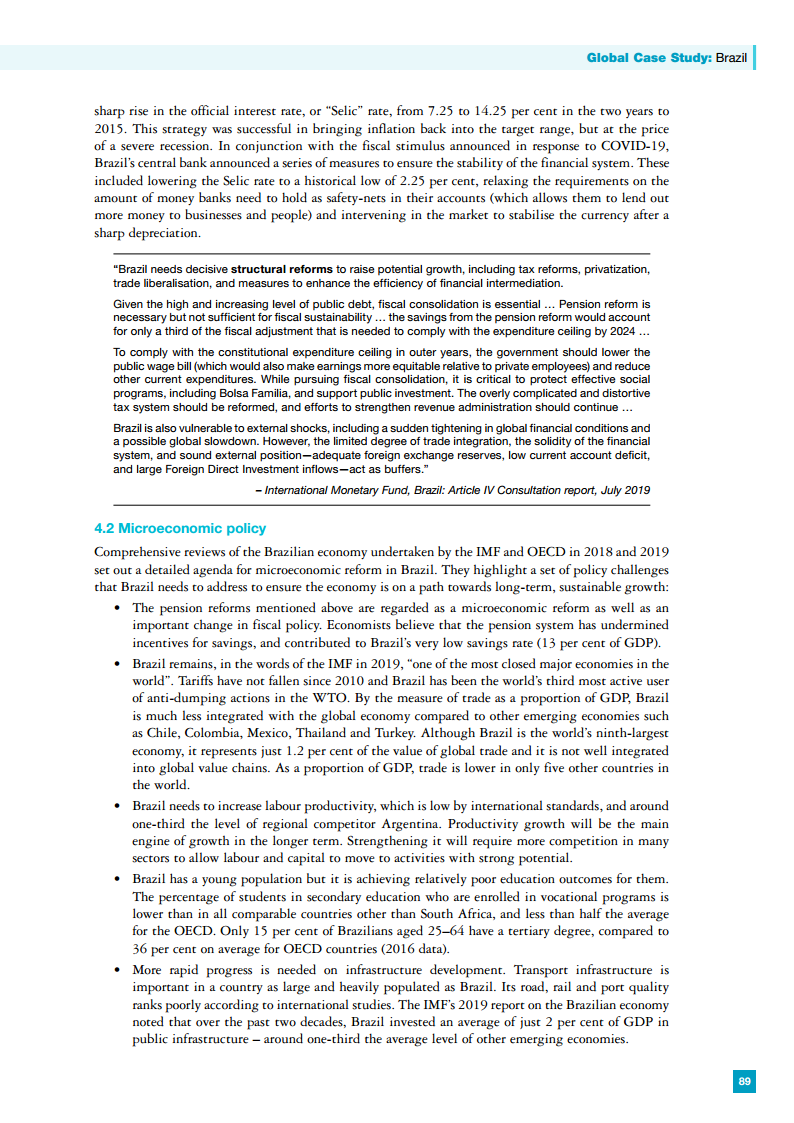 Global Case Study: Brazil
sharp rise in the official interest rate, or “Selic” rate, from 7.25 to 14.25 per cent in the two years to
2015. This strategy was successful in bringing inflation back into the target range, but at the price
of a severe recession. In conjunction with the fiscal stimulus announced in response to COVID-19,
Brazil’s central bank announced a series of measures to ensure the stability of the financial system. These
included lowering the Selic rate to a historical low of 2.25 per cent, relaxing the requirements on the
amount of money banks need to hold as safety-nets in their accounts (which allows them to lend out
more money to businesses and people) and intervening in the market to stabilise the currency after a
sharp depreciation.
“Brazil needs decisive structural reforms to raise potential growth, including tax reforms, privatization,
trade liberalisation, and measures to enhance the efficiency of financial intermediation.
Given the high and increasing level of public debt, fiscal consolidation is essential … Pension reform is
necessary but not sufficient for fiscal sustainability … the savings from the pension reform would account
for only a third of the fiscal adjustment that is needed to comply with the expenditure ceiling by 2024 …
To comply with the constitutional expenditure ceiling in outer years, the government should lower the
public wage bill (which would also make earnings more equitable relative to private employees) and reduce
other current expenditures. While pursuing fiscal consolidation, it is critical to protect effective social
programs, including Bolsa Familia, and support public investment. The overly complicated and distortive
tax system should be reformed, and efforts to strengthen revenue administration should continue …
Brazil is also vulnerable to external shocks, including a sudden tightening in global financial conditions and
a possible global slowdown. However, the limited degree of trade integration, the solidity of the financial
system, and sound external position—adequate foreign exchange reserves, low current account deficit,
and large Foreign Direct Investment inflows—act as buffers.”
– International Monetary Fund, Brazil: Article IV Consultation report, July 2019
4.2 Microeconomic policy
Comprehensive reviews of the Brazilian economy undertaken by the IMF and OECD in 2018 and 2019
set out a detailed agenda for microeconomic reform in Brazil. They highlight a set of policy challenges
that Brazil needs to address to ensure the economy is on a path towards long-term, sustainable growth:
• The pension reforms mentioned above are regarded as a microeconomic reform as well as an
important change in fiscal policy. Economists believe that the pension system has undermined
incentives for savings, and contributed to Brazil’s very low savings rate (13 per cent of GDP).
• Brazil remains, in the words of the IMF in 2019, “one of the most closed major economies in the
world”. Tariffs have not fallen since 2010 and Brazil has been the world’s third most active user
of anti-dumping actions in the WTO. By the measure of trade as a proportion of GDP, Brazil
is much less integrated with the global economy compared to other emerging economies such
as Chile, Colombia, Mexico, Thailand and Turkey. Although Brazil is the world’s ninth-largest
economy, it represents just 1.2 per cent of the value of global trade and it is not well integrated
into global value chains. As a proportion of GDP, trade is lower in only five other countries in
the world.
• Brazil needs to increase labour productivity, which is low by international standards, and around
one-third the level of regional competitor Argentina. Productivity growth will be the main
engine of growth in the longer term. Strengthening it will require more competition in many
sectors to allow labour and capital to move to activities with strong potential.
• Brazil has a young population but it is achieving relatively poor education outcomes for them.
The percentage of students in secondary education who are enrolled in vocational programs is
lower than in all comparable countries other than South Africa, and less than half the average
for the OECD. Only 15 per cent of Brazilians aged 25–64 have a tertiary degree, compared to
36 per cent on average for OECD countries (2016 data).
• More rapid progress is needed on infrastructure development. Transport infrastructure is
important in a country as large and heavily populated as Brazil. Its road, rail and port quality
ranks poorly according to international studies. The IMF’s 2019 report on the Brazilian economy
noted that over the past two decades, Brazil invested an average of just 2 per cent of GDP in
public infrastructure – around one-third the average level of other emerging economies.
89